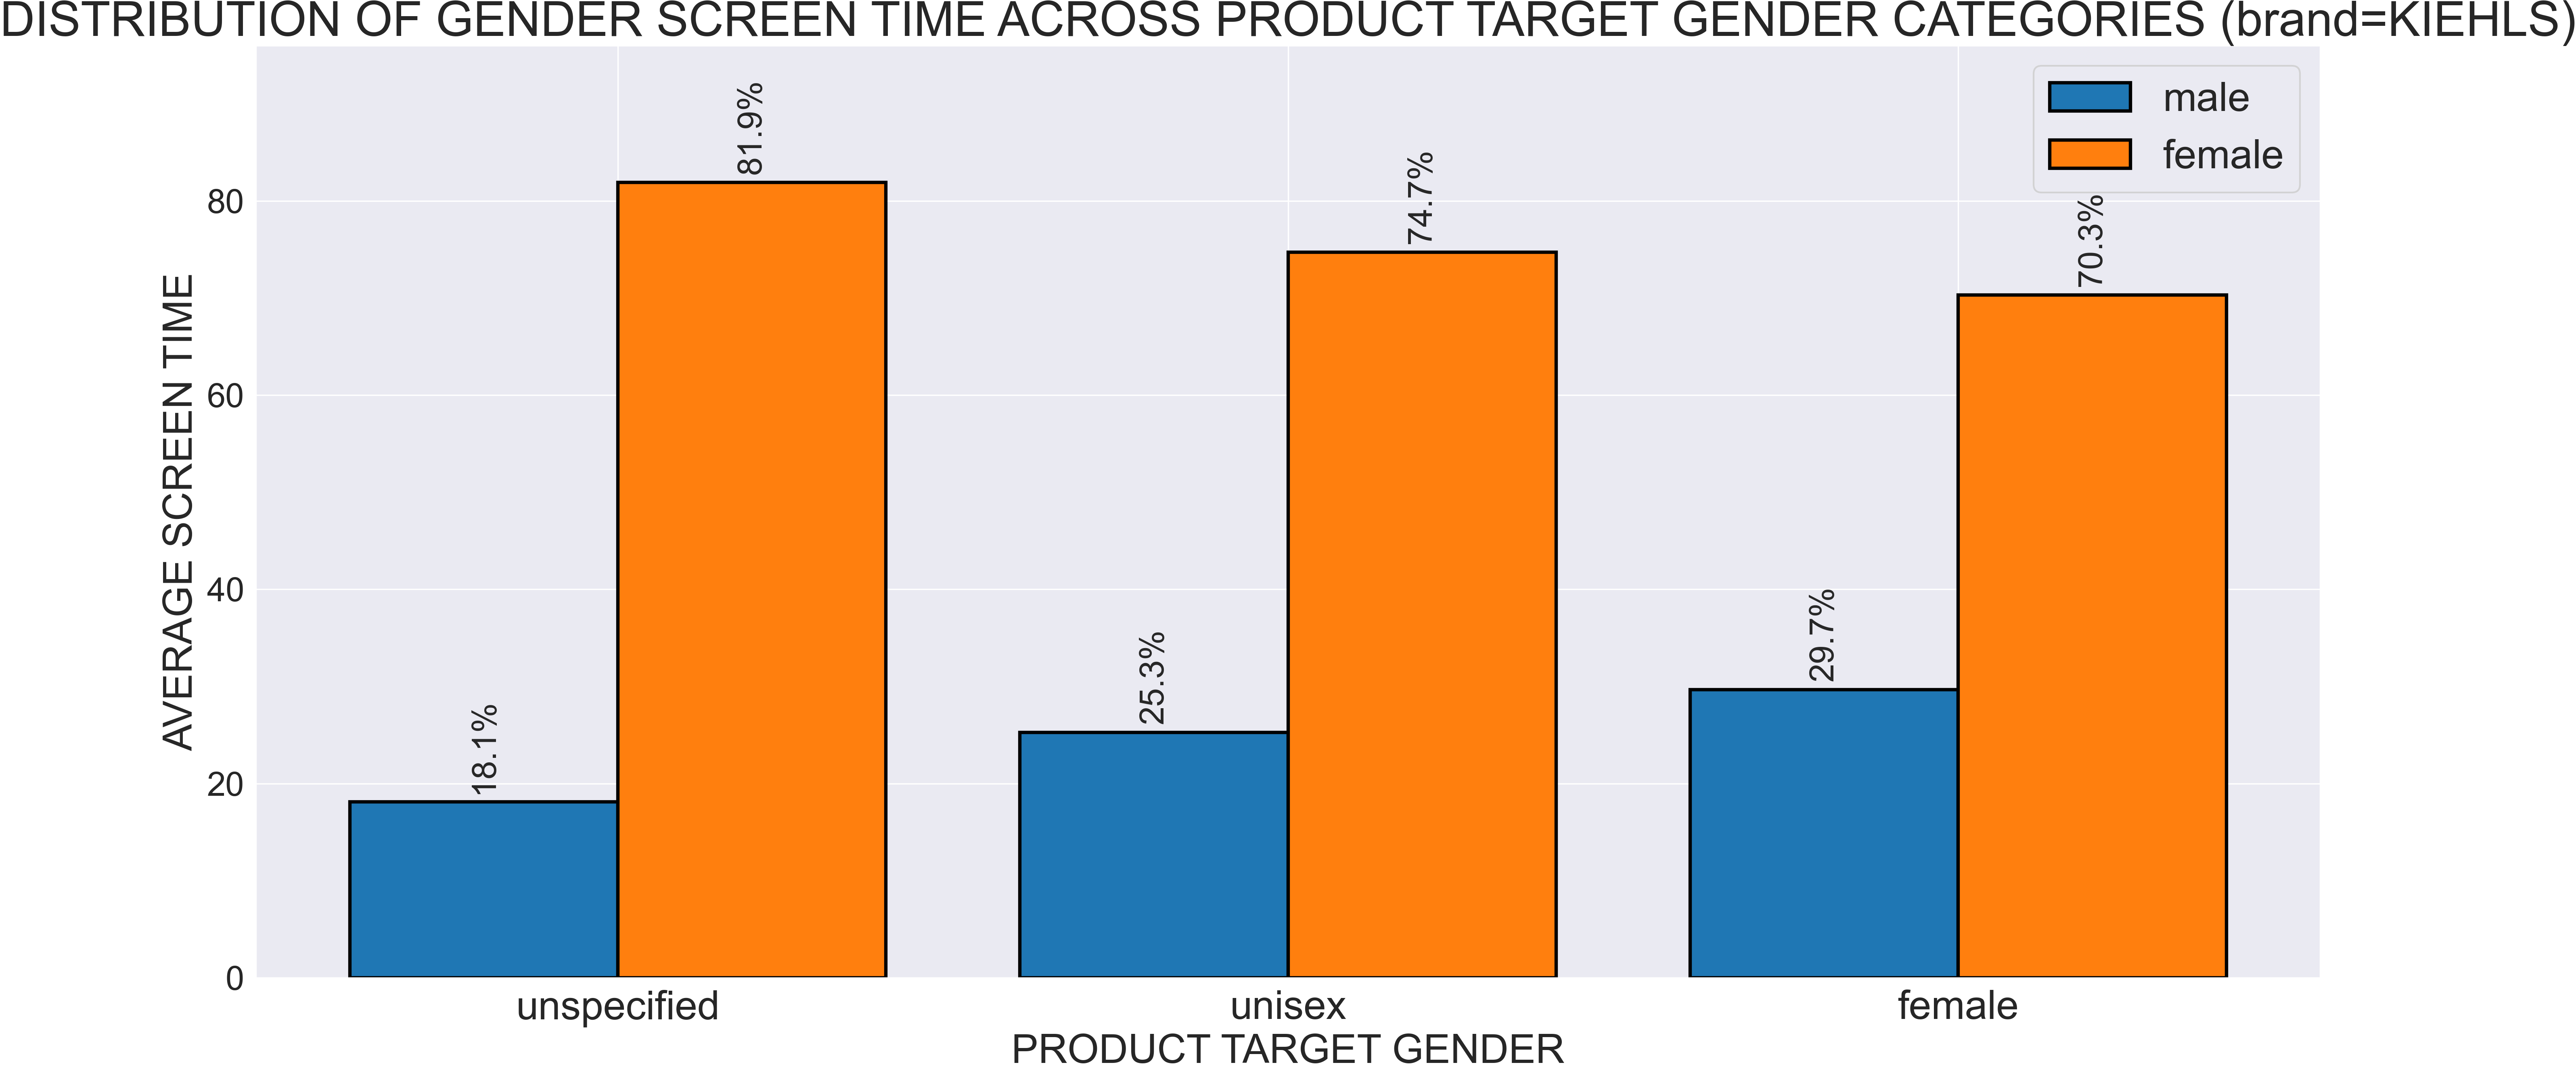 DISTRIBUTION OF GENDER SCREEN TIME ACROSS PRODUCT TARGET GENDER CATEGORIES (brand=KIEHLS)
male
female
81.9%
74.7%
70.3%
29.7%
25.3%
18.1%
80
60
40
20
0
AVERAGE SCREEN TIME
unspecified
unisex
female
PRODUCT TARGET GENDER